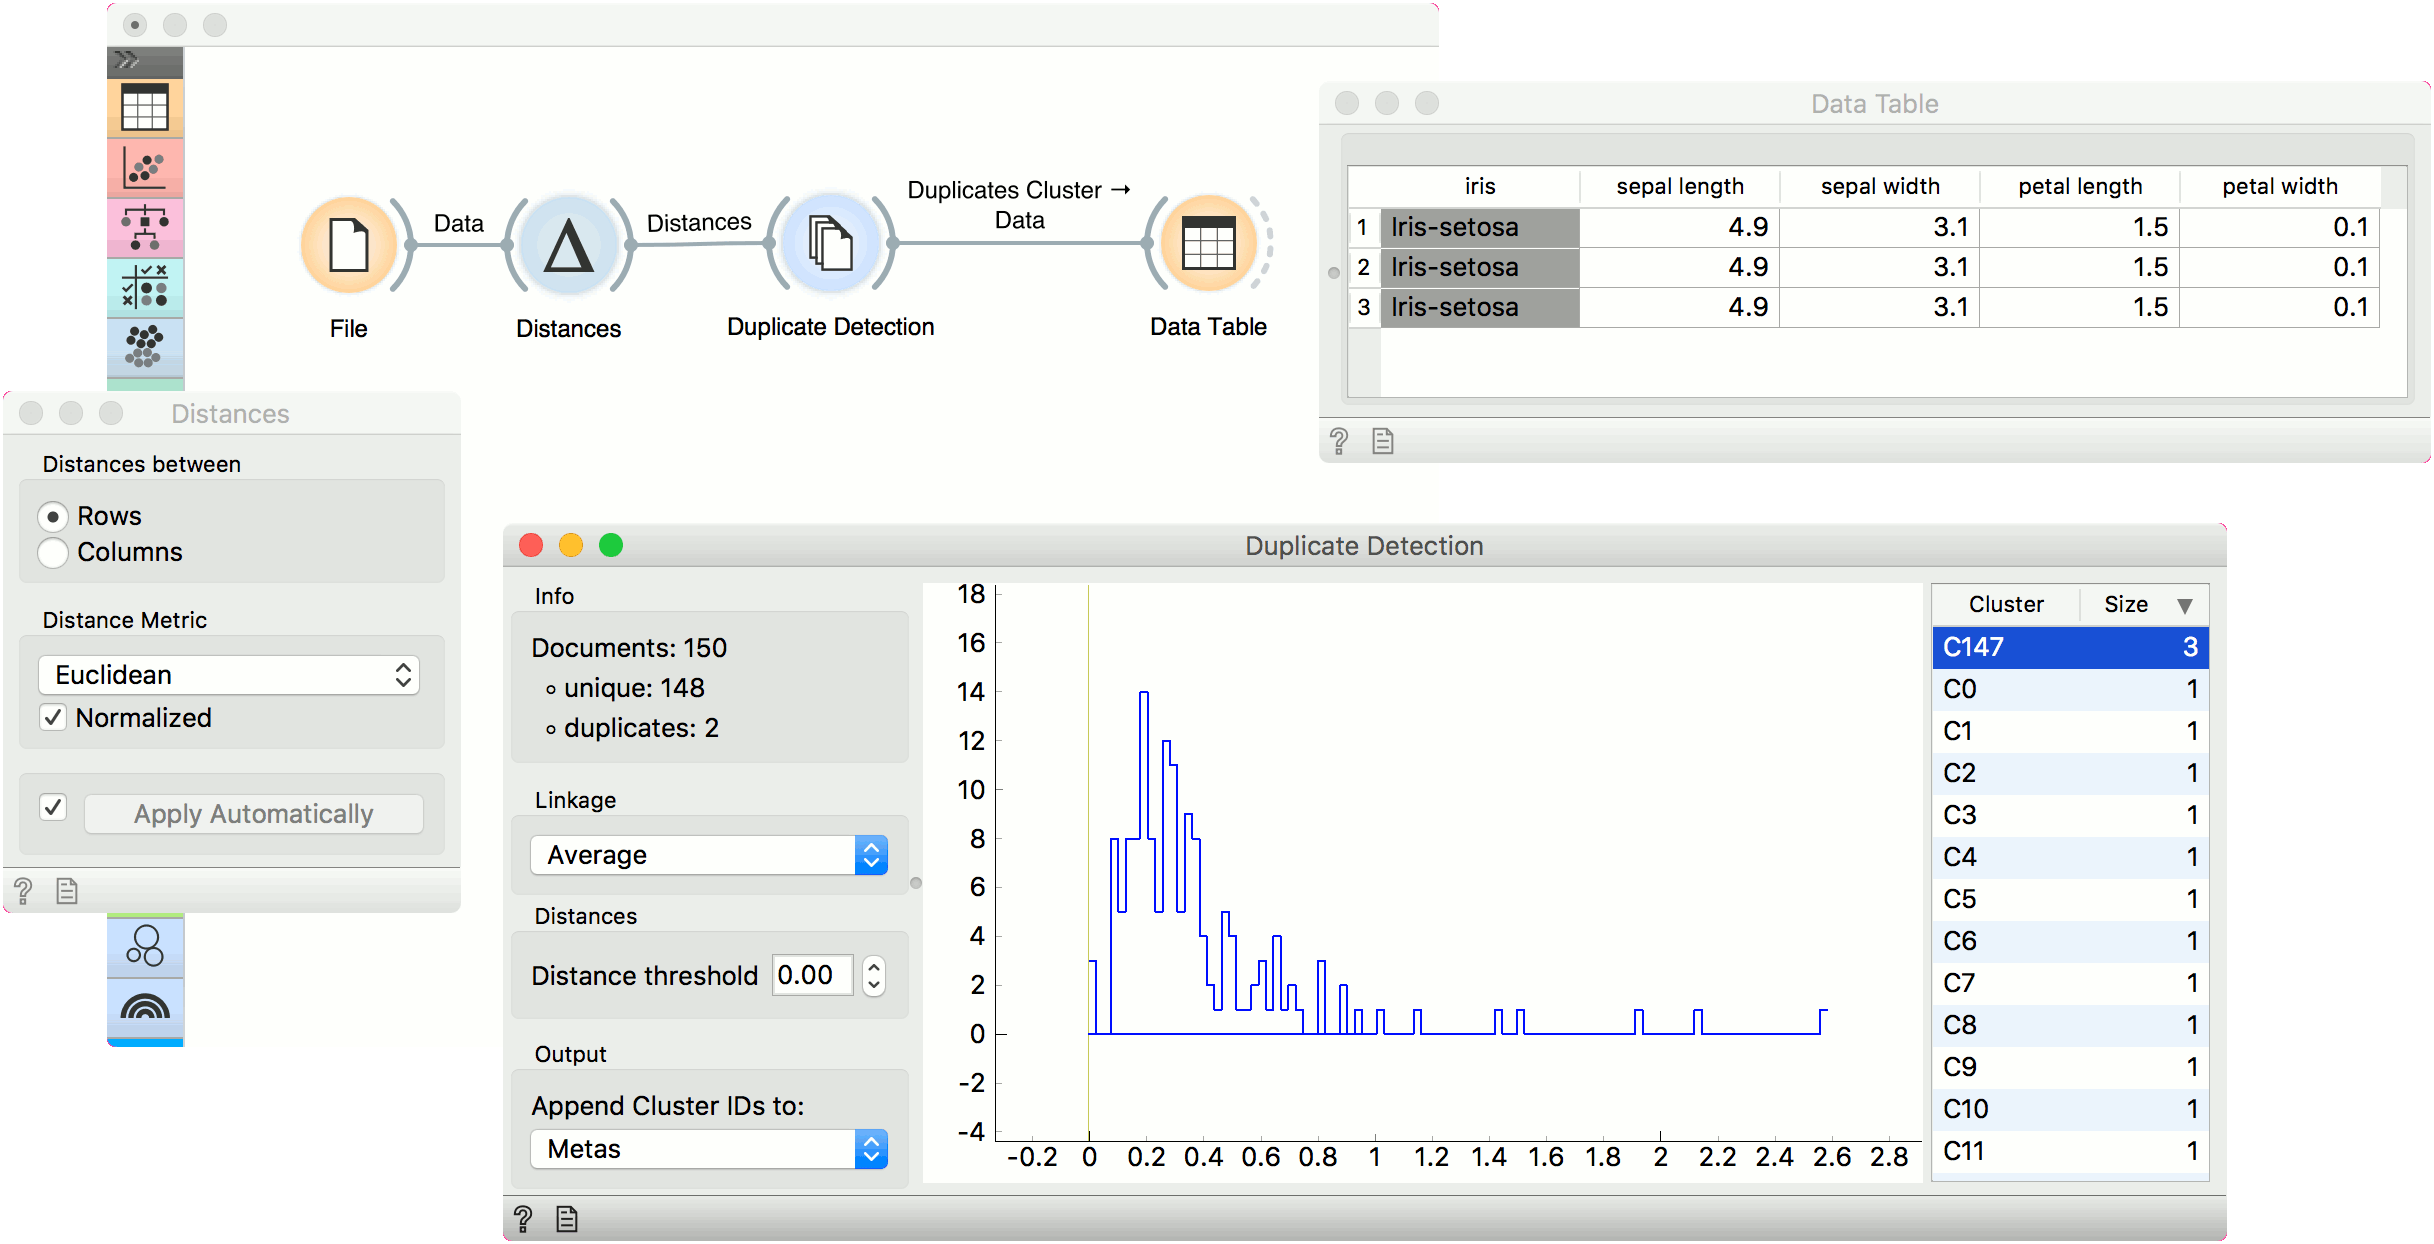 Data
Distances
Duplicates Cluster →
Data
File
Distances
Duplicate Detection
Data Table
Data Table
iris sepal length sepal width petal length petal width
1 Iris-setosa 4.9 3.1 1.5 0.1
2 Iris-setosa 4.9 3.1 1.5 0.1
3 Iris-setosa 4.9 3.1 1.5 0.1
?
Distances
Distances between
Rows
Columns
Distance Metric
Euclidean
Normalized
Apply Automatically
?
Duplicate Detection
Info
Documents: 150
◦ unique: 148
◦ duplicates: 2
Linkage
Average
Distances
Distance threshold 0.00
Output
Append Cluster IDs to:
Metas
18
16
14
12
10
8
6
4
2
0
-2
-4
-0.2 0 0.2 0.4 0.6 0.8 1 1.2 1.4 1.6 1.8 2 2.2 2.4 2.6 2.8
Cluster Size ▼
C147 3
C0 1
C1 1
C2 1
C3 1
C4 1
C5 1
C6 1
C7 1
C8 1
C9 1
C10 1
C11 1
?